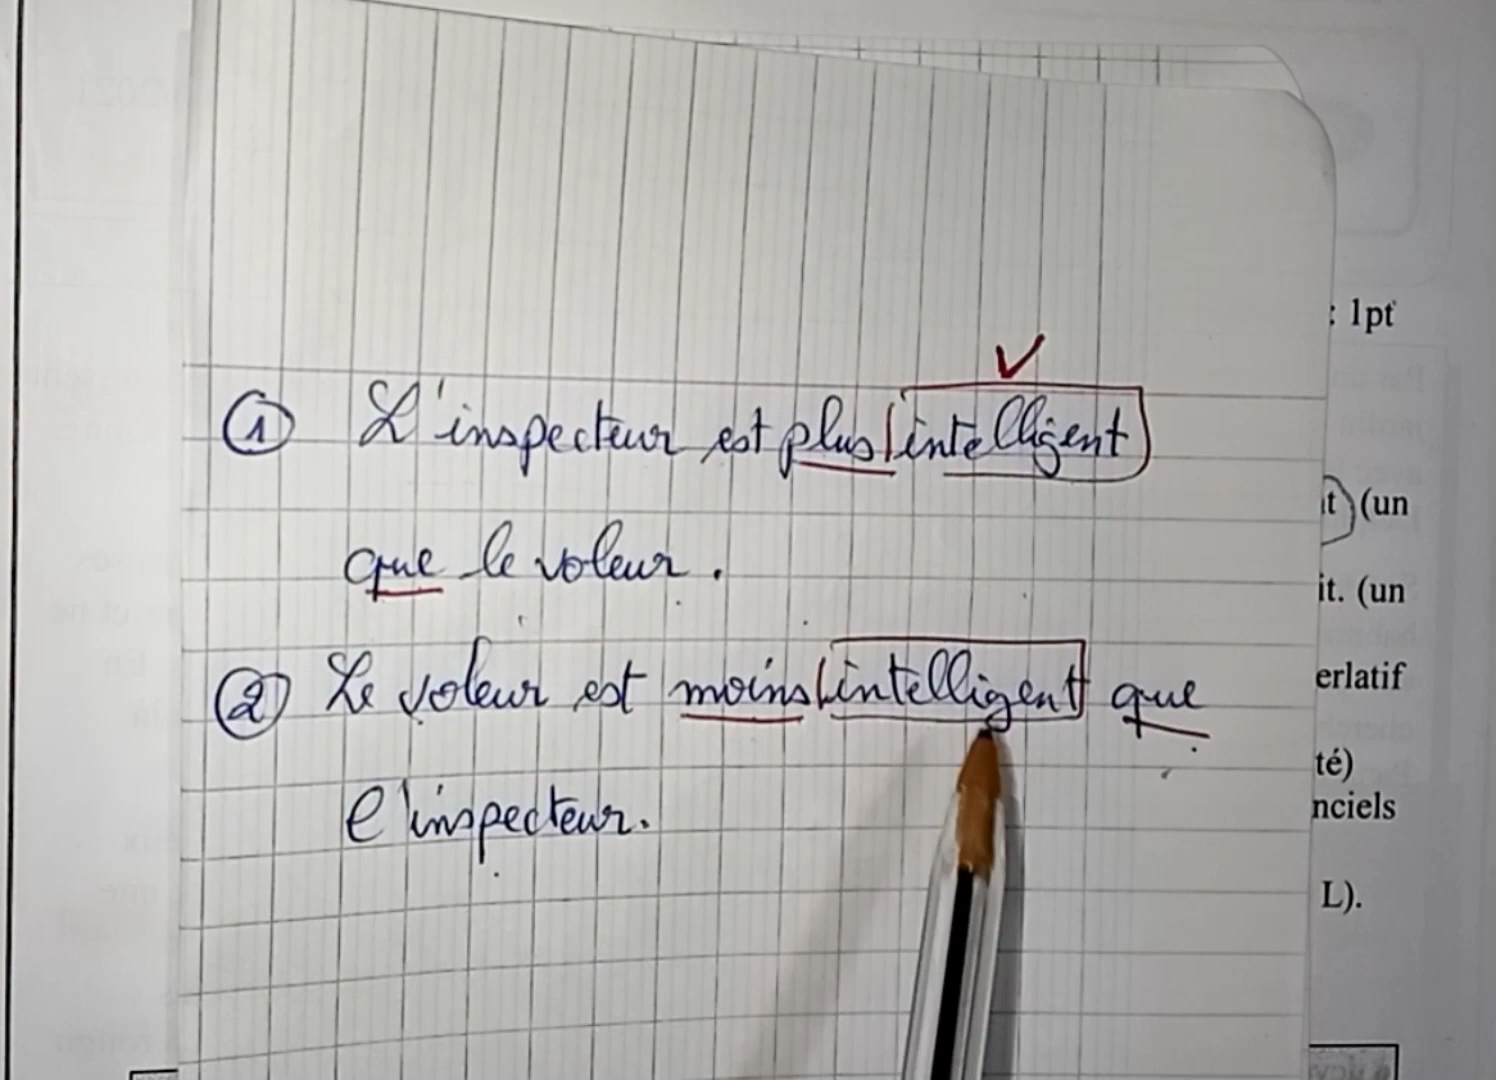 : 1pt
① L'inspecteur est plus intelligent
que le voleur.
t (un
it. (un
② Le voleur est moins intelligent que
l'inspecteur.
erlatif
té)
nciels
L).